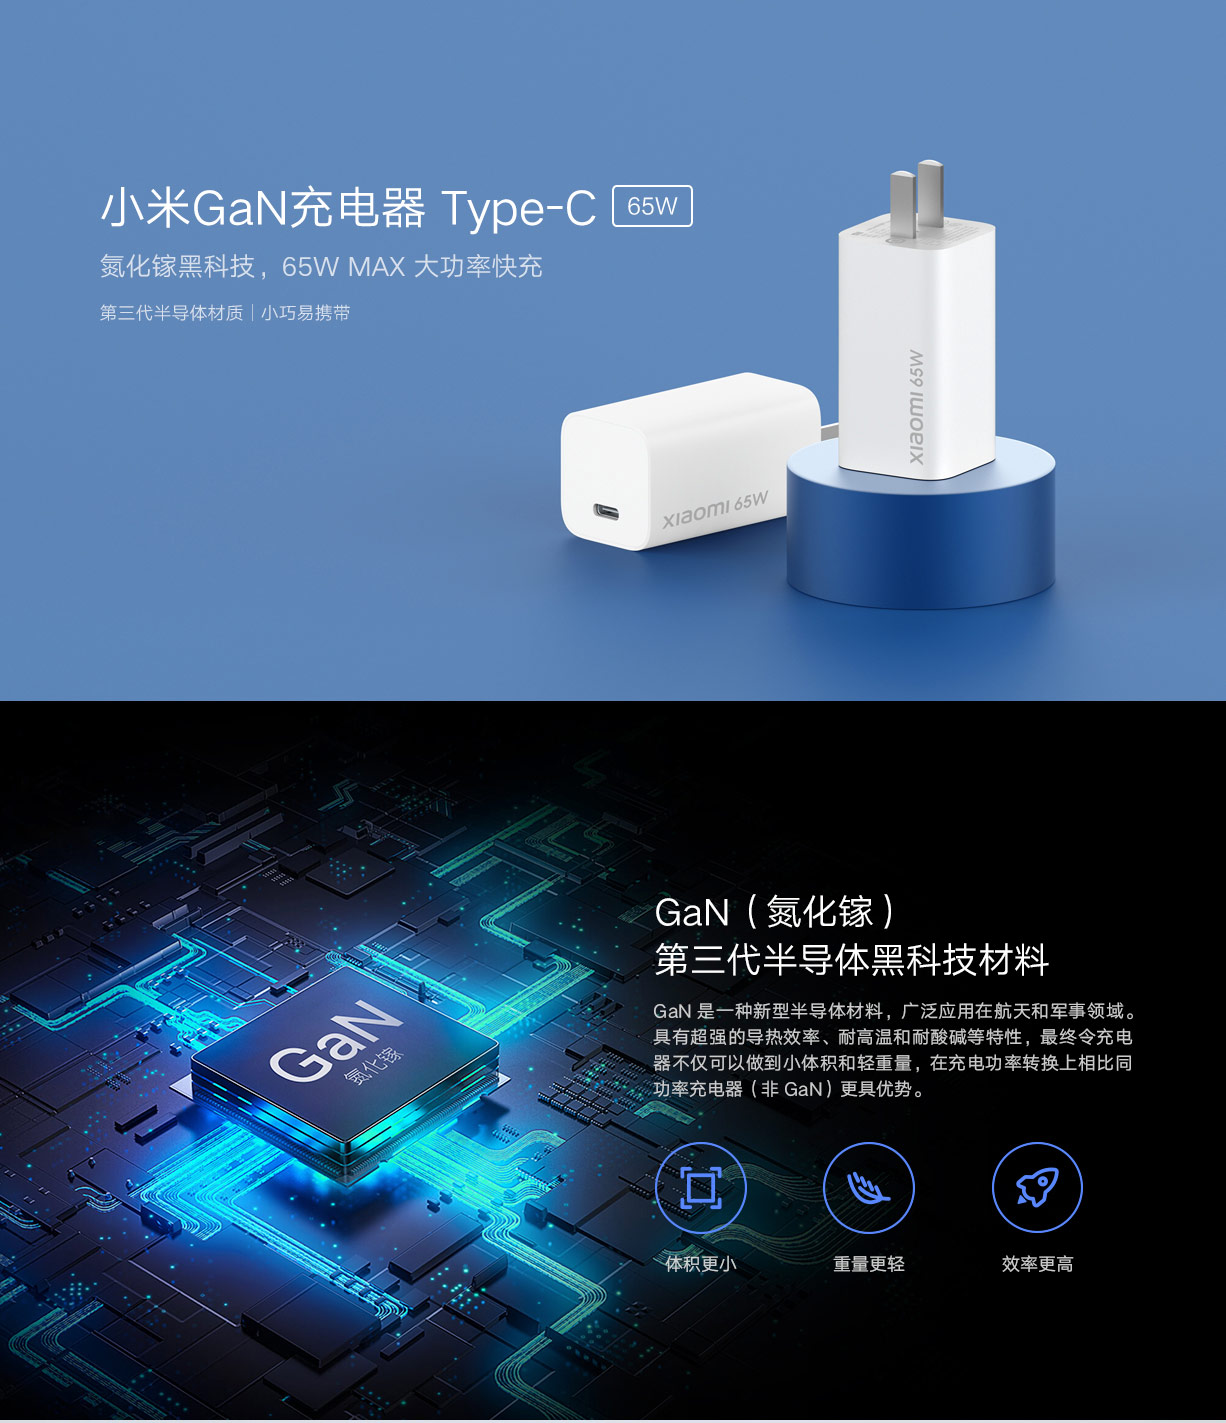 小米GaN充电器 Type-C 65W
氮化镓黑科技，65W MAX 大功率快充
第三代半导体材质｜小巧易携带
xiaomi 65W
xiaomi 65W
GaN
氮化镓
GaN（氮化镓）
第三代半导体黑科技材料
GaN 是一种新型半导体材料，广泛应用在航天和军事领域。
具有超强的导热效率、耐高温和耐酸碱等特性，最终令充电
器不仅可以做到小体积和轻重量，在充电功率转换上相比同
功率充电器（非 GaN）更具优势。
体积更小
重量更轻
效率更高